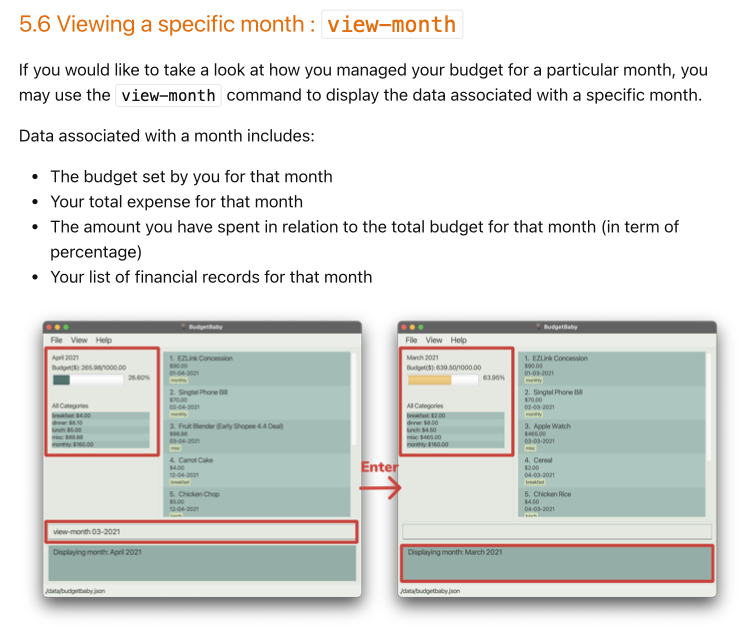 5.6 Viewing a specific month : view-month
If you would like to take a look at how you managed your budget for a particular month, you
may use the view-month command to display the data associated with a specific month.
Data associated with a month includes:
• The budget set by you for that month
• Your total expense for that month
• The amount you have spent in relation to the total budget for that month (in term of
percentage)
• Your list of financial records for that month
BudgetBaby
File View Help
April 2021
Budget($): 265.98/1000.00
26.60%
All Categories
breakfast: $4.00
dinner: $8.10
lunch: $5.00
misc: $88.88
monthly: $160.00
1. EZLink Concession
$90.00
01-04-2021
monthly
2. Singtel Phone Bill
$70.00
02-04-2021
monthly
3. Fruit Blender (Early Shopee 4.4 Deal)
$88.88
03-04-2021
misc
4. Carrot Cake
$4.00
12-04-2021
breakfast
5. Chicken Chop
$5.00
12-04-2021
lunch
view-month 03-2021
Displaying month: April 2021
/data/budgetbaby.json
Enter
BudgetBaby
File View Help
March 2021
Budget($): 639.50/1000.00
63.95%
All Categories
breakfast: $2.00
dinner: $8.00
lunch: $4.50
misc: $465.00
monthly: $160.00
1. EZLink Concession
$90.00
01-03-2021
monthly
2. Singtel Phone Bill
$70.00
02-03-2021
monthly
3. Apple Watch
$465.00
03-03-2021
misc
4. Cereal
$2.00
04-03-2021
breakfast
5. Chicken Rice
$4.50
04-03-2021
lunch
Displaying month: March 2021
/data/budgetbaby.json